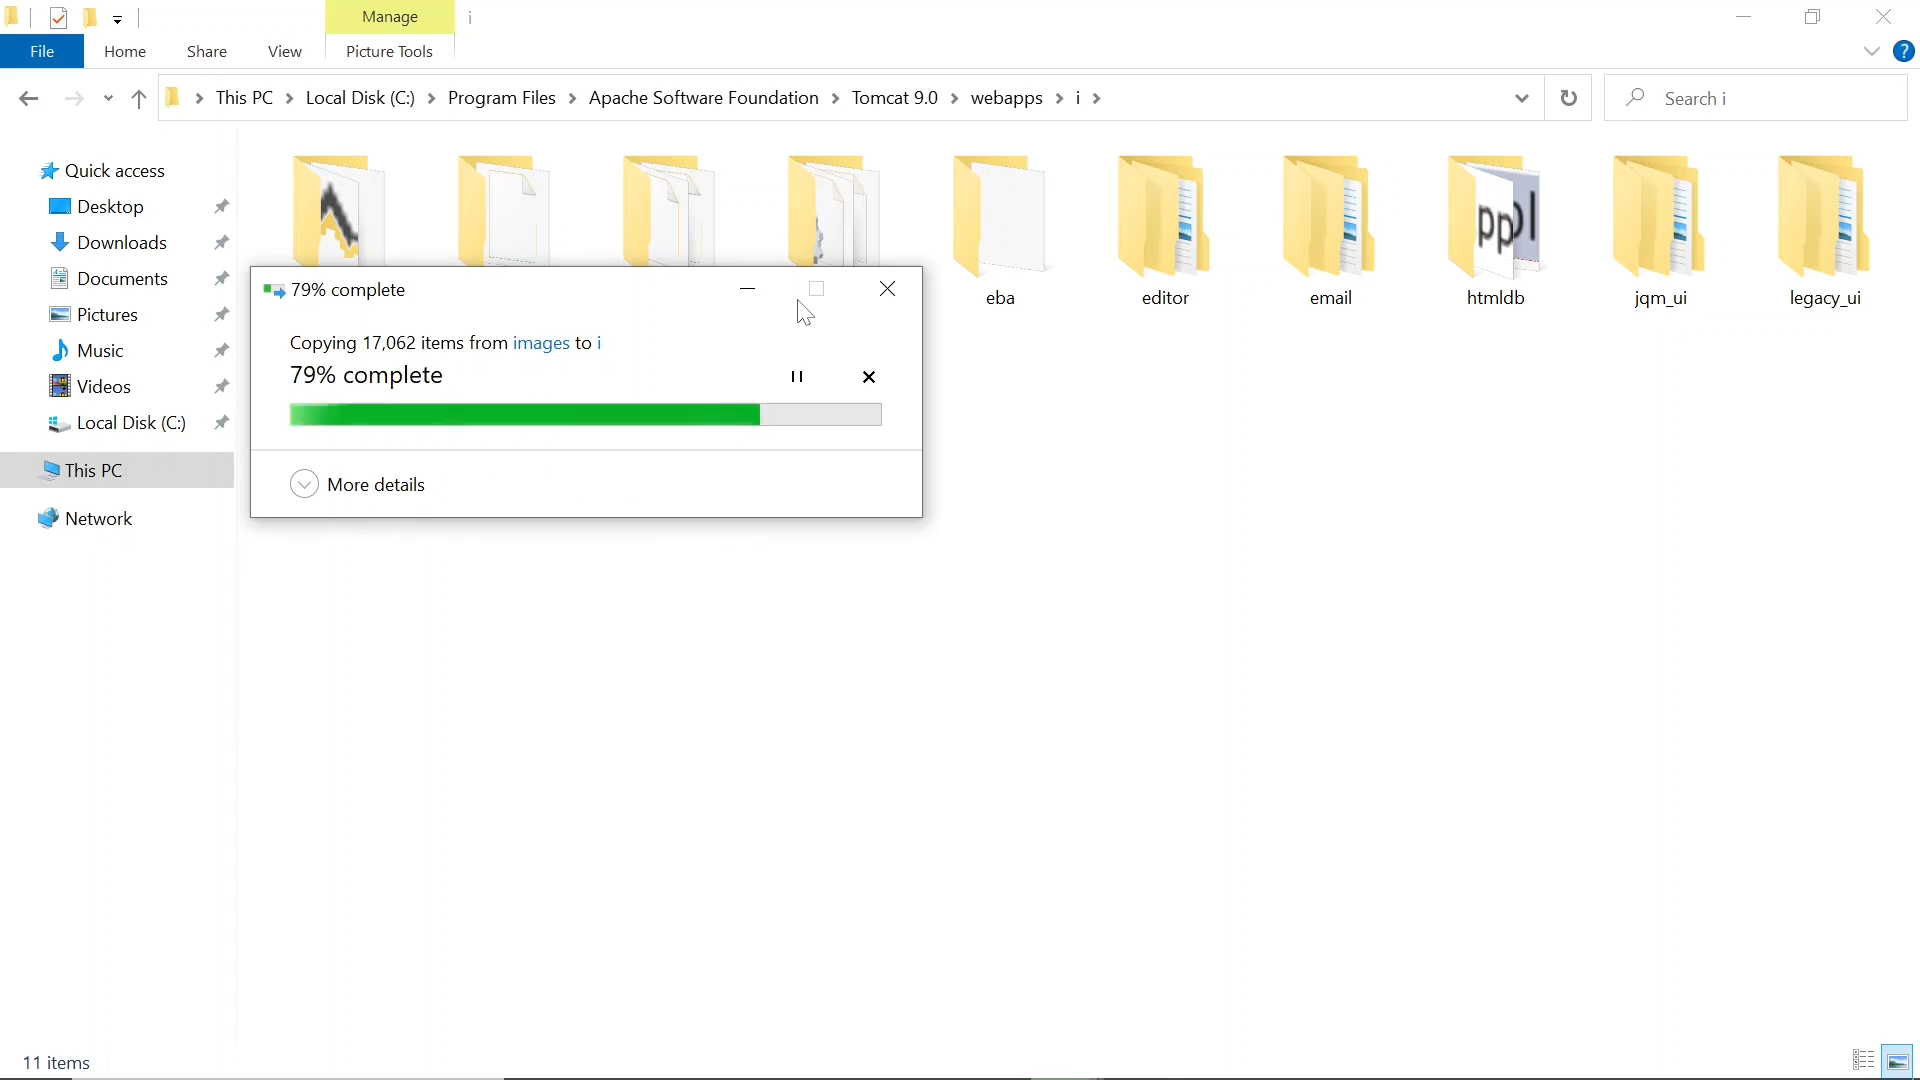 Manage
i
File
Home
Share
View
Picture Tools
?
This PC
Local Disk (C:)
Program Files
Apache Software Foundation
Tomcat 9.0
webapps
i
Search i
Quick access
Desktop
Downloads
Documents
Pictures
Music
Videos
Local Disk (C:)
This PC
Network
eba
editor
email
htmldb
jqm_ui
legacy_ui
79% complete
Copying 17,062 items from images to i
79% complete
More details
11 items